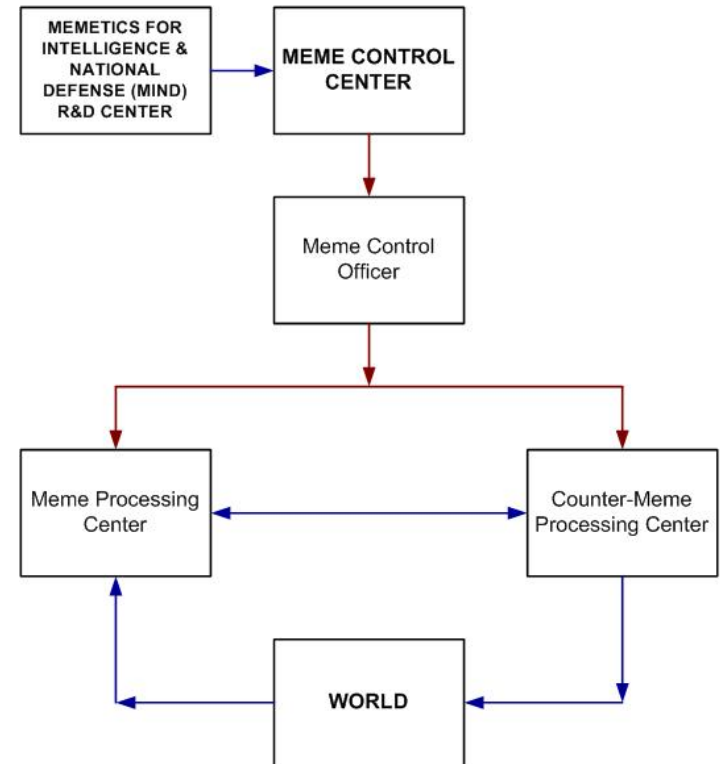 MEMETICS FOR
INTELLIGENCE &
NATIONAL
DEFENSE (MIND)
R&D CENTER
MEME CONTROL
CENTER
Meme Control
Officer
Meme Processing
Center
Counter-Meme
Processing Center
WORLD